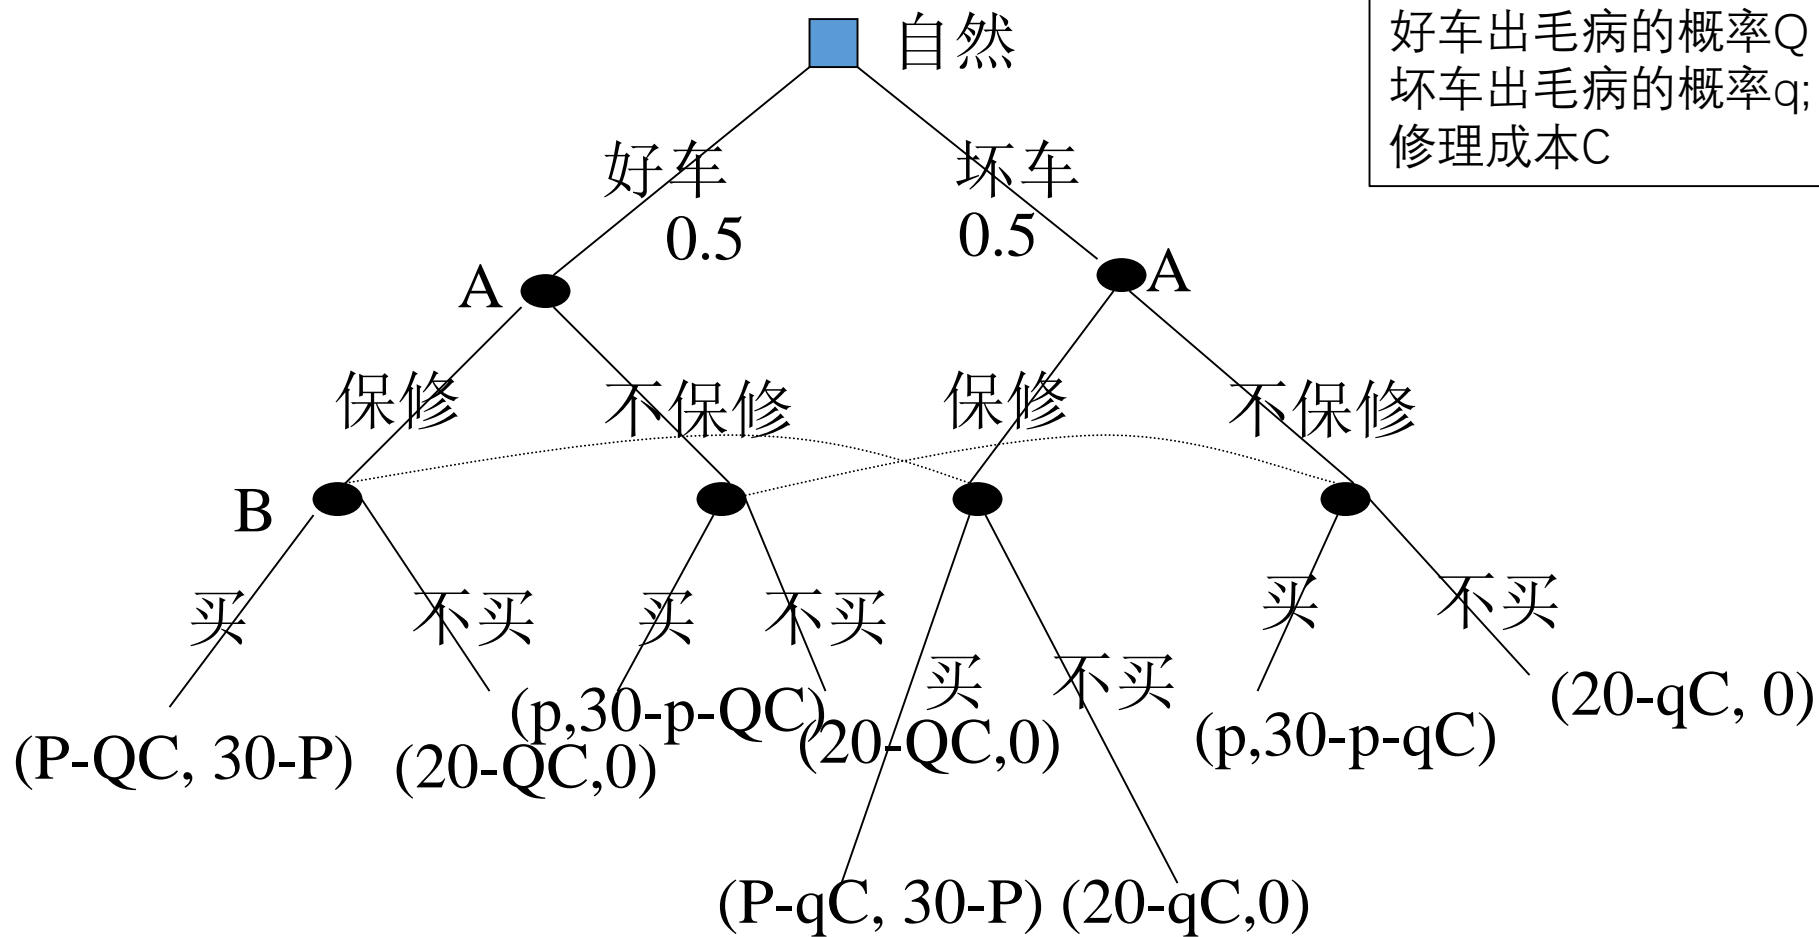 自然
好车出毛病的概率Q
坏车出毛病的概率q;
修理成本C
好车
坏车
0.5
0.5
A
A
保修
不保修
保修
不保修
B
买
不买
买
不买
买
不买
买
不买
(P-QC, 30-P)
(20-QC,0)
(p,30-p-QC)
(20-QC,0)
(p,30-p-qC)
(20-qC, 0)
(P-qC, 30-P)
(20-qC,0)